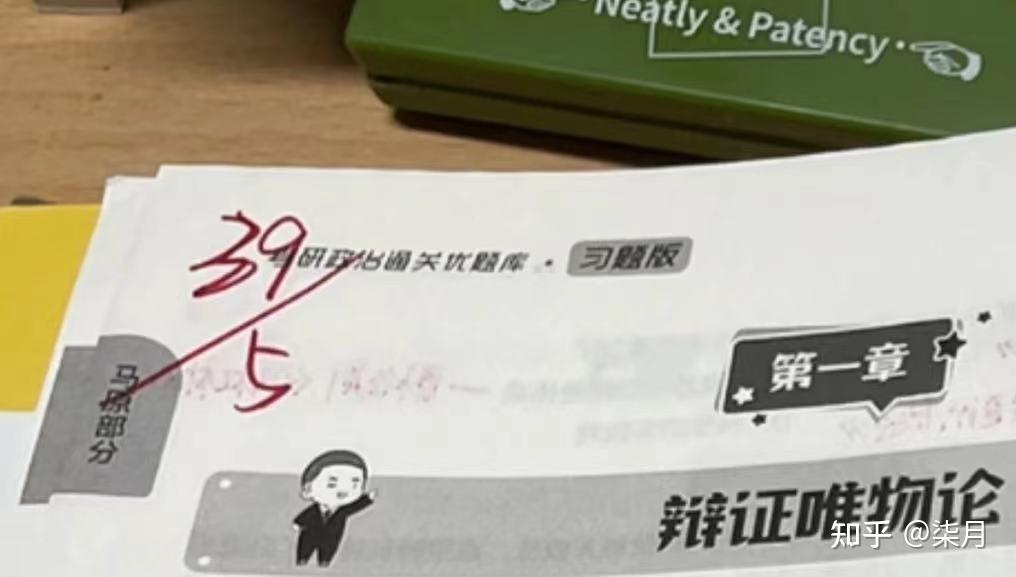 Neatly & Patency
39
考研政治通关优题库·习题版
5
第一章
马原部分
辩证唯物论
知乎 @柒月